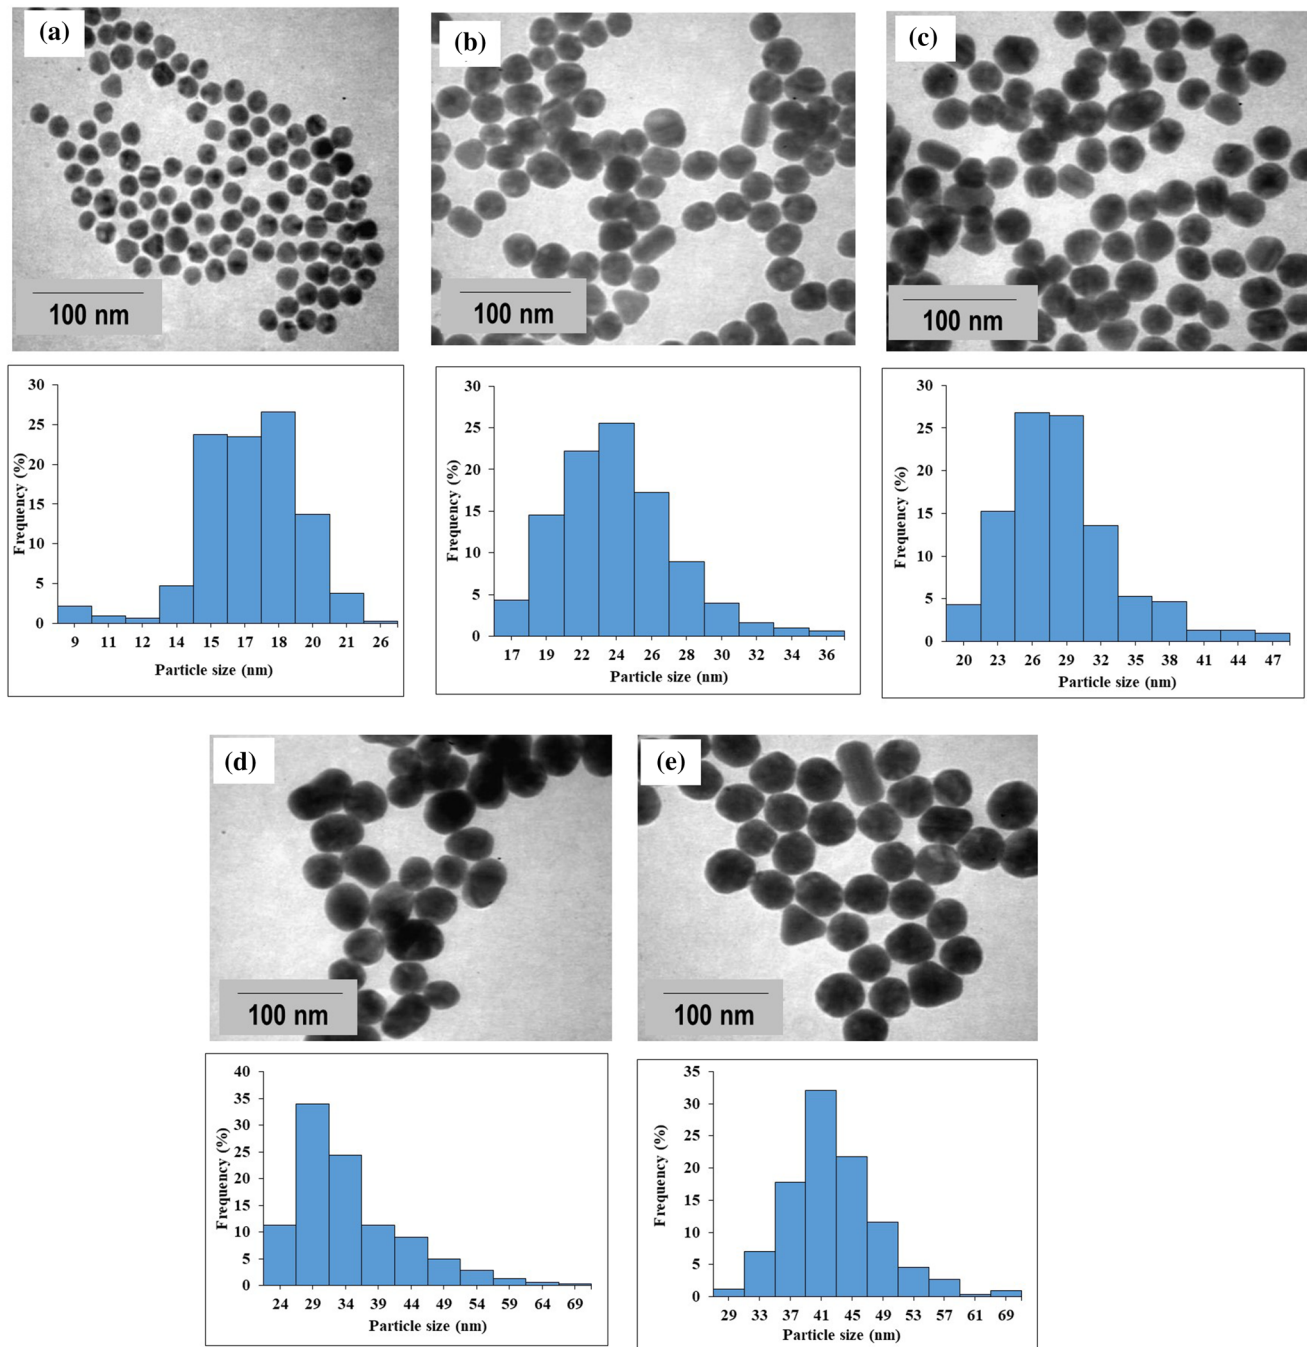 (a)
100 nm
(b)
100 nm
(c)
100 nm
30
25
20
15
10
5
0
Frequency (%)
9 11 12 14 15 17 18 20 21 26
Particle size (nm)
30
25
20
15
10
5
0
Frequency (%)
17 19 22 24 26 28 30 32 34 36
Particle size (nm)
30
25
20
15
10
5
0
Frequency (%)
20 23 26 29 32 35 38 41 44 47
Particle size (nm)
(d)
100 nm
(e)
100 nm
40
35
30
25
20
15
10
5
0
Frequency (%)
24 29 34 39 44 49 54 59 64 69
Particle size (nm)
35
30
25
20
15
10
5
0
Frequency (%)
29 33 37 41 45 49 53 57 61 69
Particle size (nm)